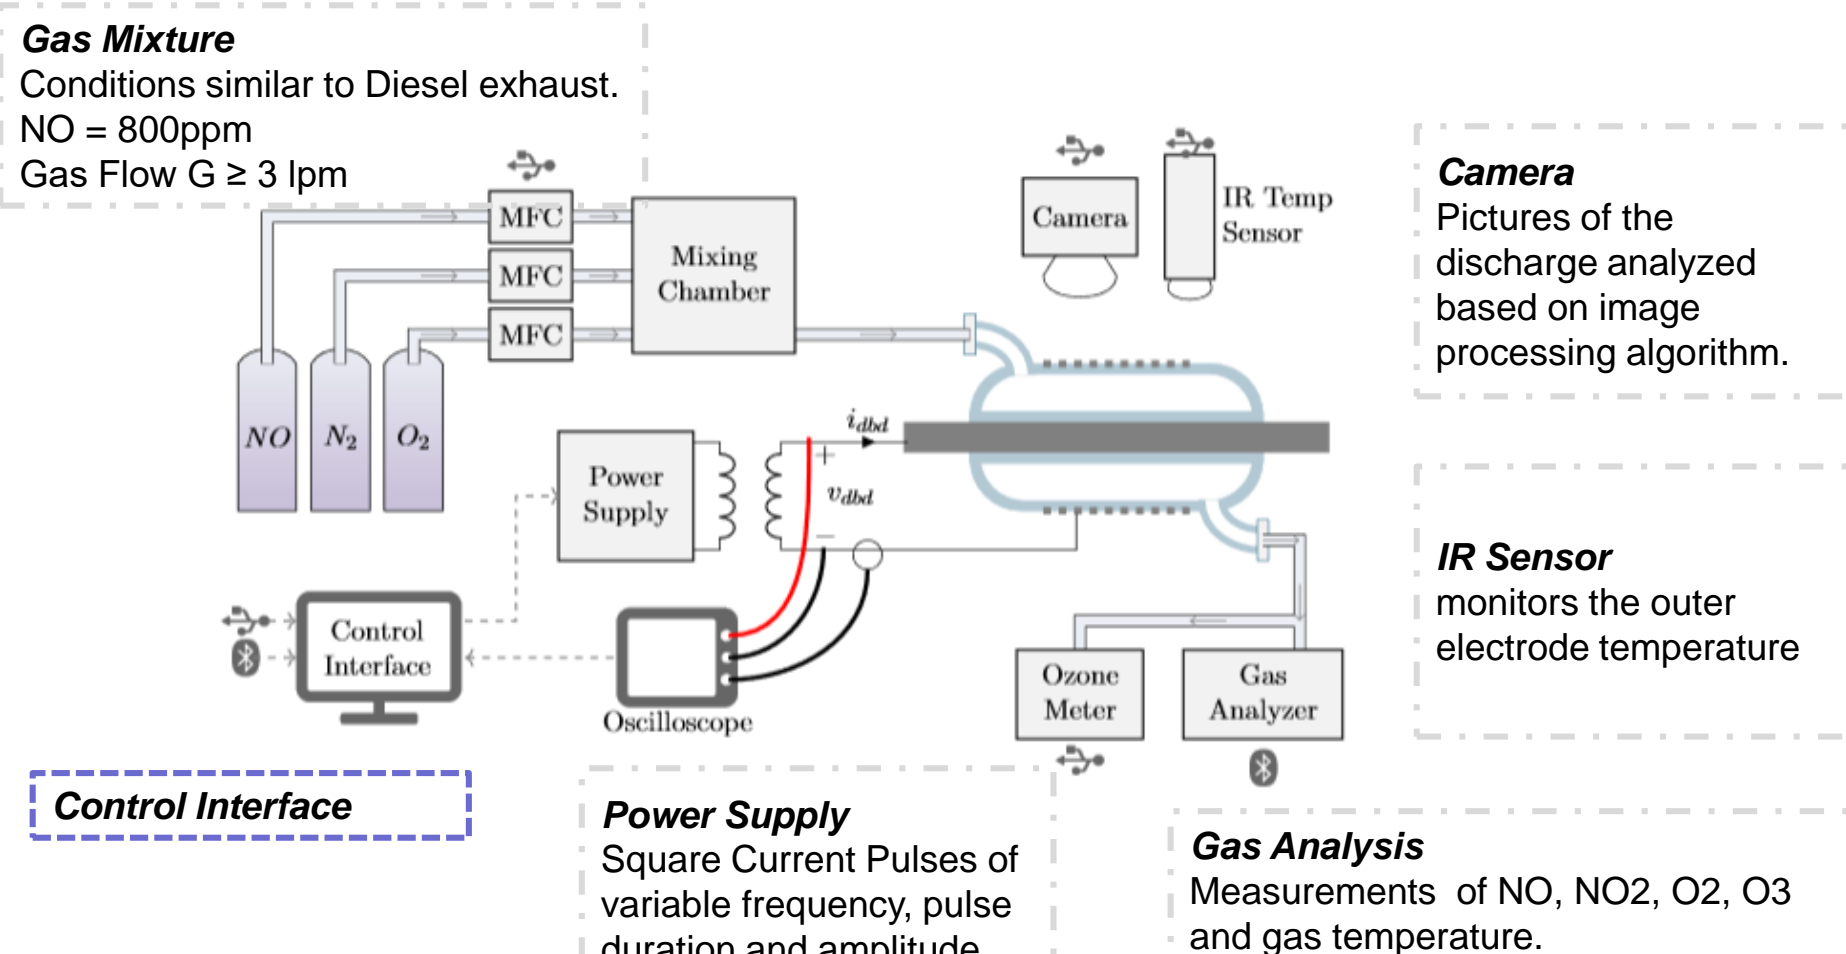 Gas Mixture
Conditions similar to Diesel exhaust.
NO = 800ppm
Gas Flow G ≥ 3 lpm
MFC
MFC
MFC
Mixing
Chamber
NO
N2
O2
Camera
IR Temp
Sensor
Camera
Pictures of the
discharge analyzed
based on image
processing algorithm.
Power
Supply
idbd
+
vdbd
−
IR Sensor
monitors the outer
electrode temperature
Control
Interface
Oscilloscope
Ozone
Meter
Gas
Analyzer
Control Interface
Power Supply
Square Current Pulses of
variable frequency, pulse
duration and amplitude
Gas Analysis
Measurements of NO, NO2, O2, O3
and gas temperature.